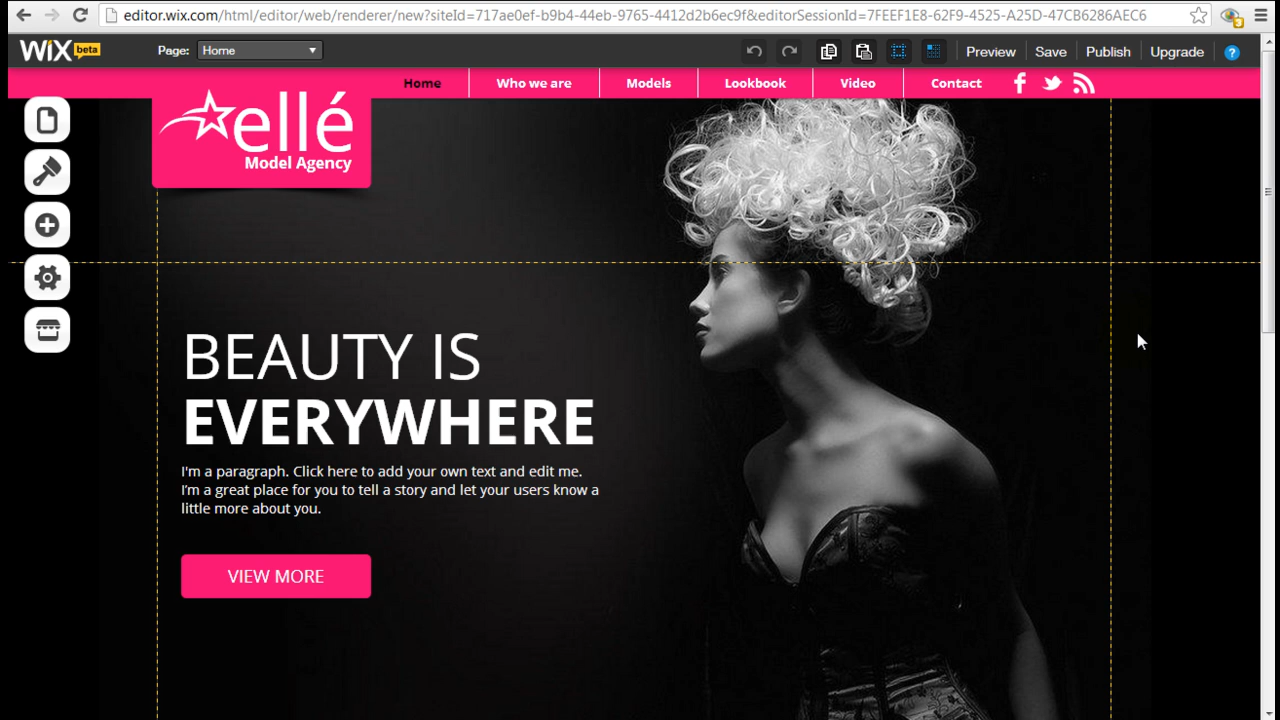 editor.wix.com/html/editor/web/renderer/new?siteId=717ae0ef-b9b4-44eb-9765-4412d2b6ec9f&editorSessionId=7FEEF1E8-62F9-4525-A25D-47CB6286AEC6
WiX beta Page: Home Preview Save Publish Upgrade ?
Home Who we are Models Lookbook Video Contact
ellé
Model Agency
BEAUTY IS
EVERYWHERE
I'm a paragraph. Click here to add your own text and edit me.
I'm a great place for you to tell a story and let your users know a
little more about you.
VIEW MORE